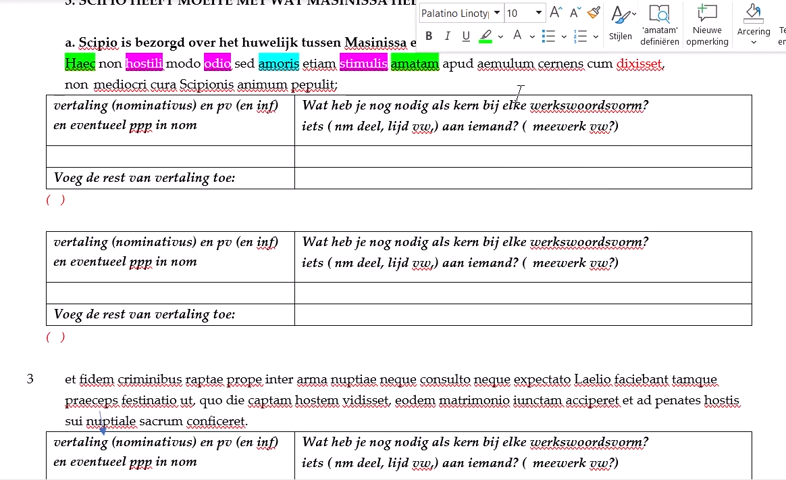 3. SCIPIO HEEFT MOEITE MET WAT MASINISSA HEE
Palatino Linoty
10
B I U
Stijlen
'amatam' definiëren
Nieuwe opmerking
Arcering
a. Scipio is bezorgd over het huwelijk tussen Masinissa e
Haec non hostili modo odio sed amoris etiam stimulis amatam apud aemulum cernens cum dixisset,
non mediocri cura Scipionis animum pepulit;
vertaling (nominativus) en pv (en inf)
en eventueel ppp in nom
Wat heb je nog nodig als kern bij elke werkswoordsvorm?
iets ( nm deel, lijd vw,) aan iemand? ( meewerk vw?)
Voeg de rest van vertaling toe:
( )
vertaling (nominativus) en pv (en inf)
en eventueel ppp in nom
Wat heb je nog nodig als kern bij elke werkswoordsvorm?
iets ( nm deel, lijd vw,) aan iemand? ( meewerk vw?)
Voeg de rest van vertaling toe:
( )
3 et fidem criminibus raptae prope inter arma nuptiae neque consulto neque expectato Laelio faciebant tamque
praeceps festinatio ut, quo die captam hostem vidisset, eodem matrimonio iunctam acciperet et ad penates hostis
sui nuptiale sacrum conficeret.
vertaling (nominativus) en pv (en inf)
en eventueel ppp in nom
Wat heb je nog nodig als kern bij elke werkswoordsvorm?
iets ( nm deel, lijd vw,) aan iemand? ( meewerk vw?)